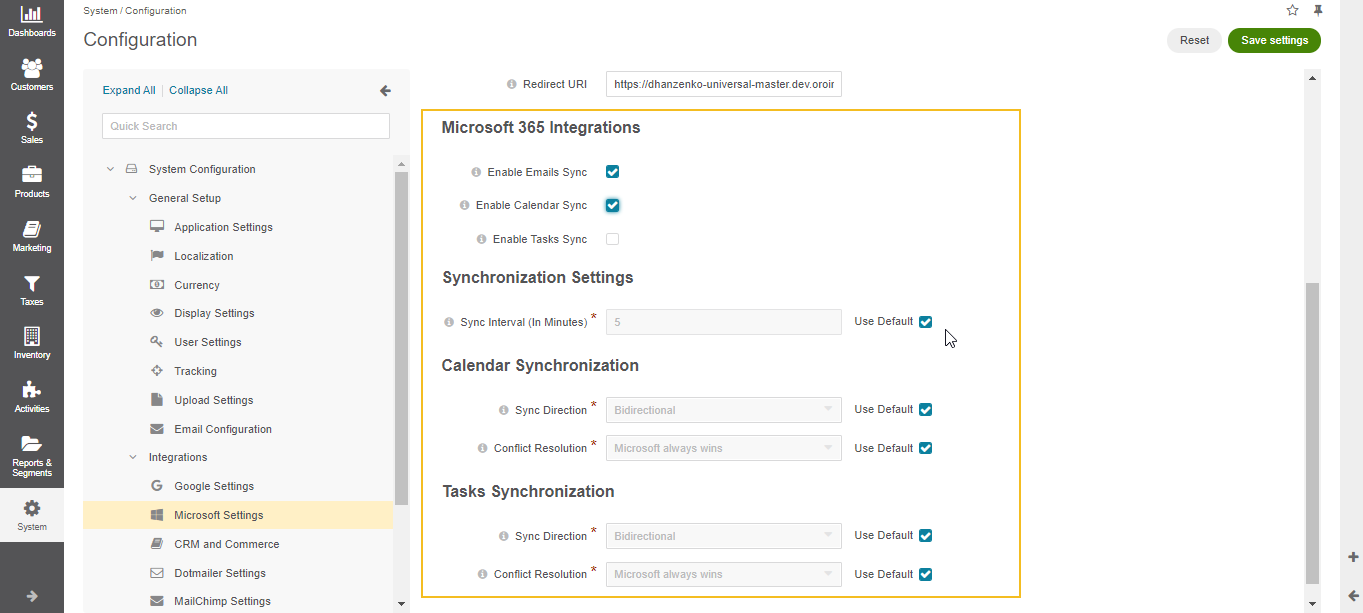 Dashboards
Customers
Sales
Products
Marketing
Taxes
Inventory
Activities
Reports &
Segments
System
System / Configuration
Configuration
Reset
Save settings
Expand All
Collapse All
Quick Search
System Configuration
General Setup
Application Settings
Localization
Currency
Display Settings
User Settings
Tracking
Upload Settings
Email Configuration
Integrations
Google Settings
Microsoft Settings
CRM and Commerce
Dotmailer Settings
MailChimp Settings
Redirect URI https://dhanzenko-universal-master.dev.oroin
Microsoft 365 Integrations
Enable Emails Sync
Enable Calendar Sync
Enable Tasks Sync
Synchronization Settings
Sync Interval (In Minutes) * 5 Use Default
Calendar Synchronization
Sync Direction * Bidirectional Use Default
Conflict Resolution * Microsoft always wins Use Default
Tasks Synchronization
Sync Direction * Bidirectional Use Default
Conflict Resolution * Microsoft always wins Use Default